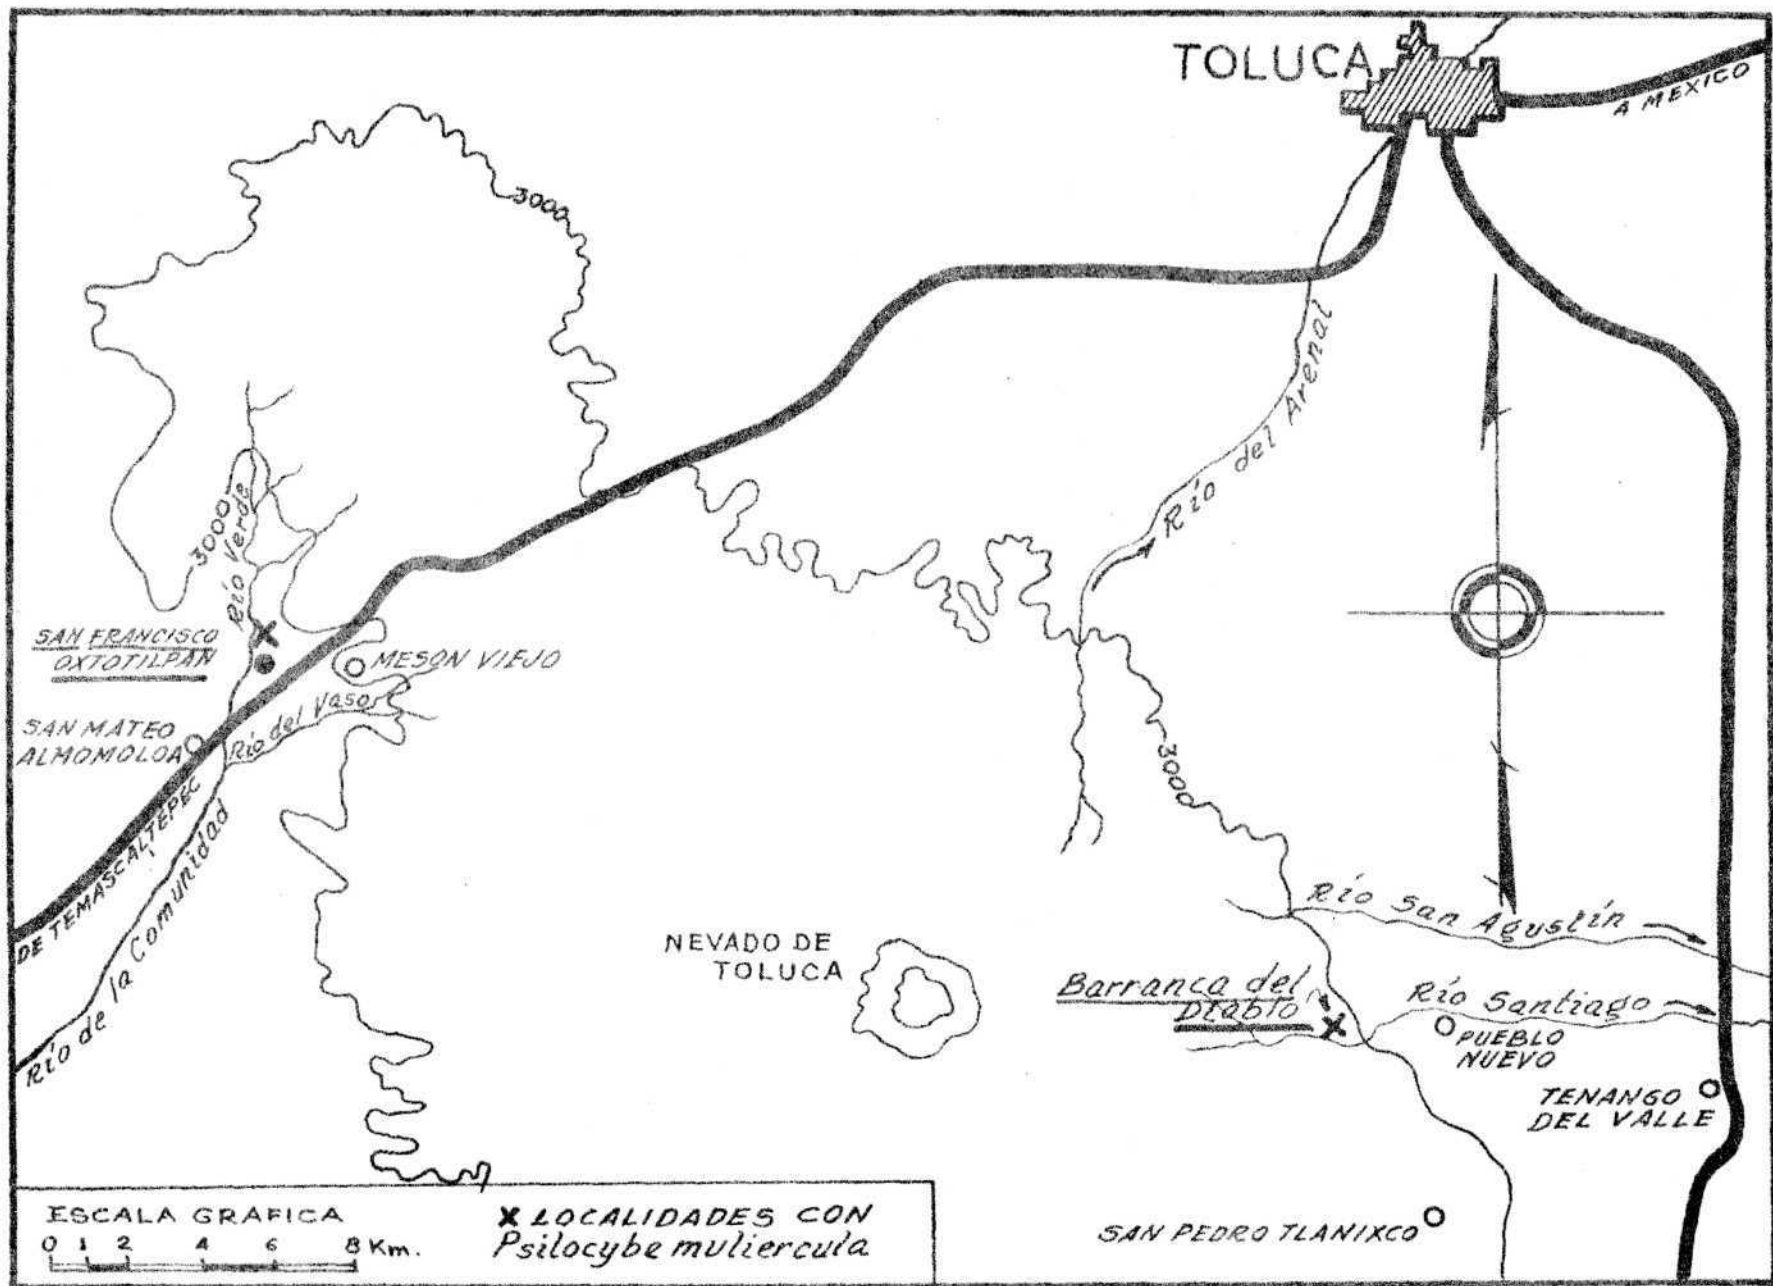 TOLUCA
A MEXICO
3000
Río del Arenal
3000
Río Verde
SAN FRANCISCO
OXTOTILPAN
MESON VIEJO
SAN MATEO
ALMOMOLOA
Río del Vaso
DE TEMASCALTEPEC
Río de la Comunidad
3000
NEVADO DE
TOLUCA
Río San Agustín
Barranca del
Diablo
Río Santiago
PUEBLO
NUEVO
TENANGO
DEL VALLE
SAN PEDRO TLANIXCO
ESCALA GRAFICA
0 1 2 4 6 8 Km.
X LOCALIDADES CON
Psilocybe muliercula